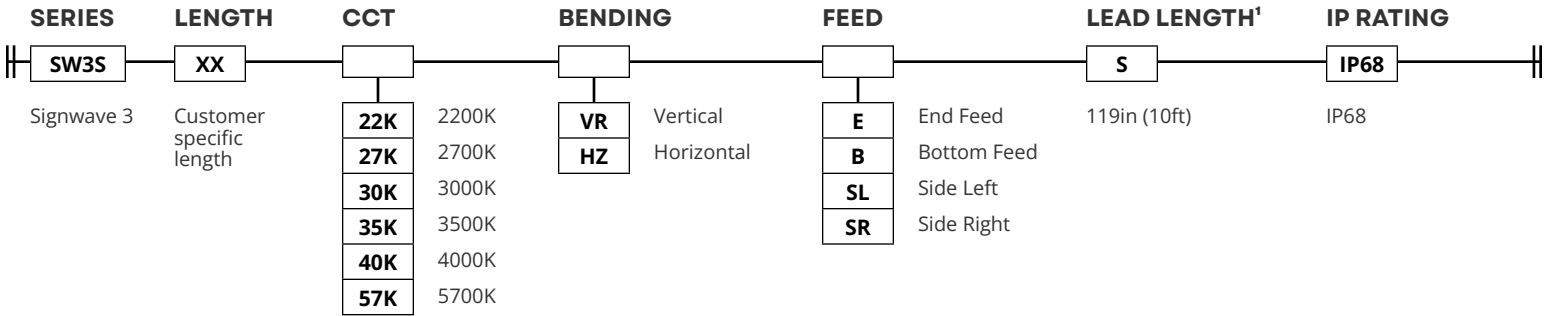 SERIES LENGTH CCT BENDING FEED LEAD LENGTH¹ IP RATING
SW3S XX S IP68
Signwave 3
Customer
specific
length
22K 2200K
27K 2700K
30K 3000K
35K 3500K
40K 4000K
57K 5700K
VR Vertical
HZ Horizontal
E End Feed
B Bottom Feed
SL Side Left
SR Side Right
119in (10ft)
IP68